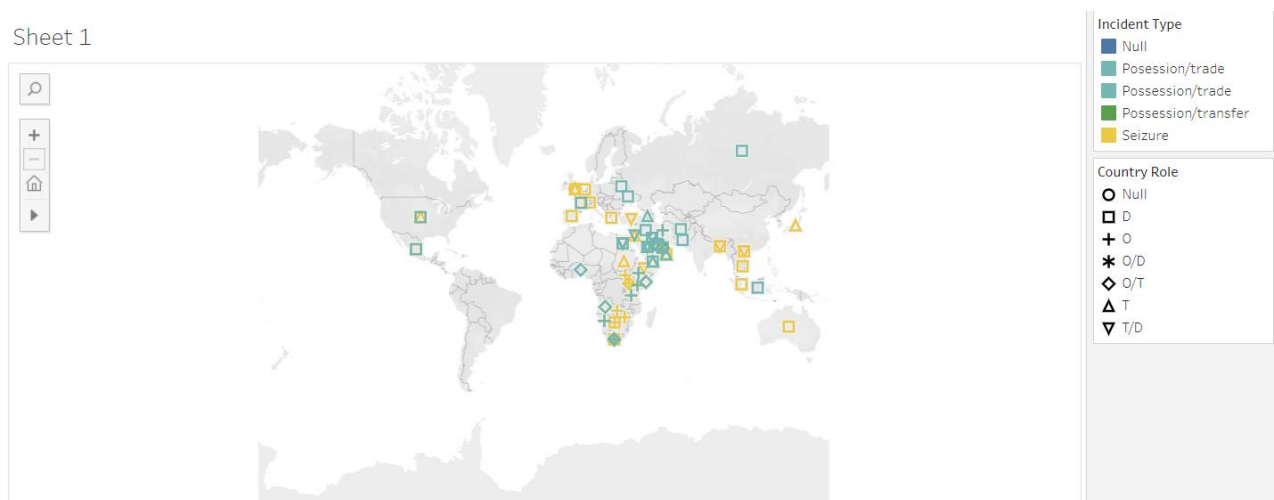 Sheet 1
Incident Type
Null
Posession/trade
Possession/trade
Possession/transfer
Seizure
Country Role
Null
D
O
O/D
O/T
T
T/D